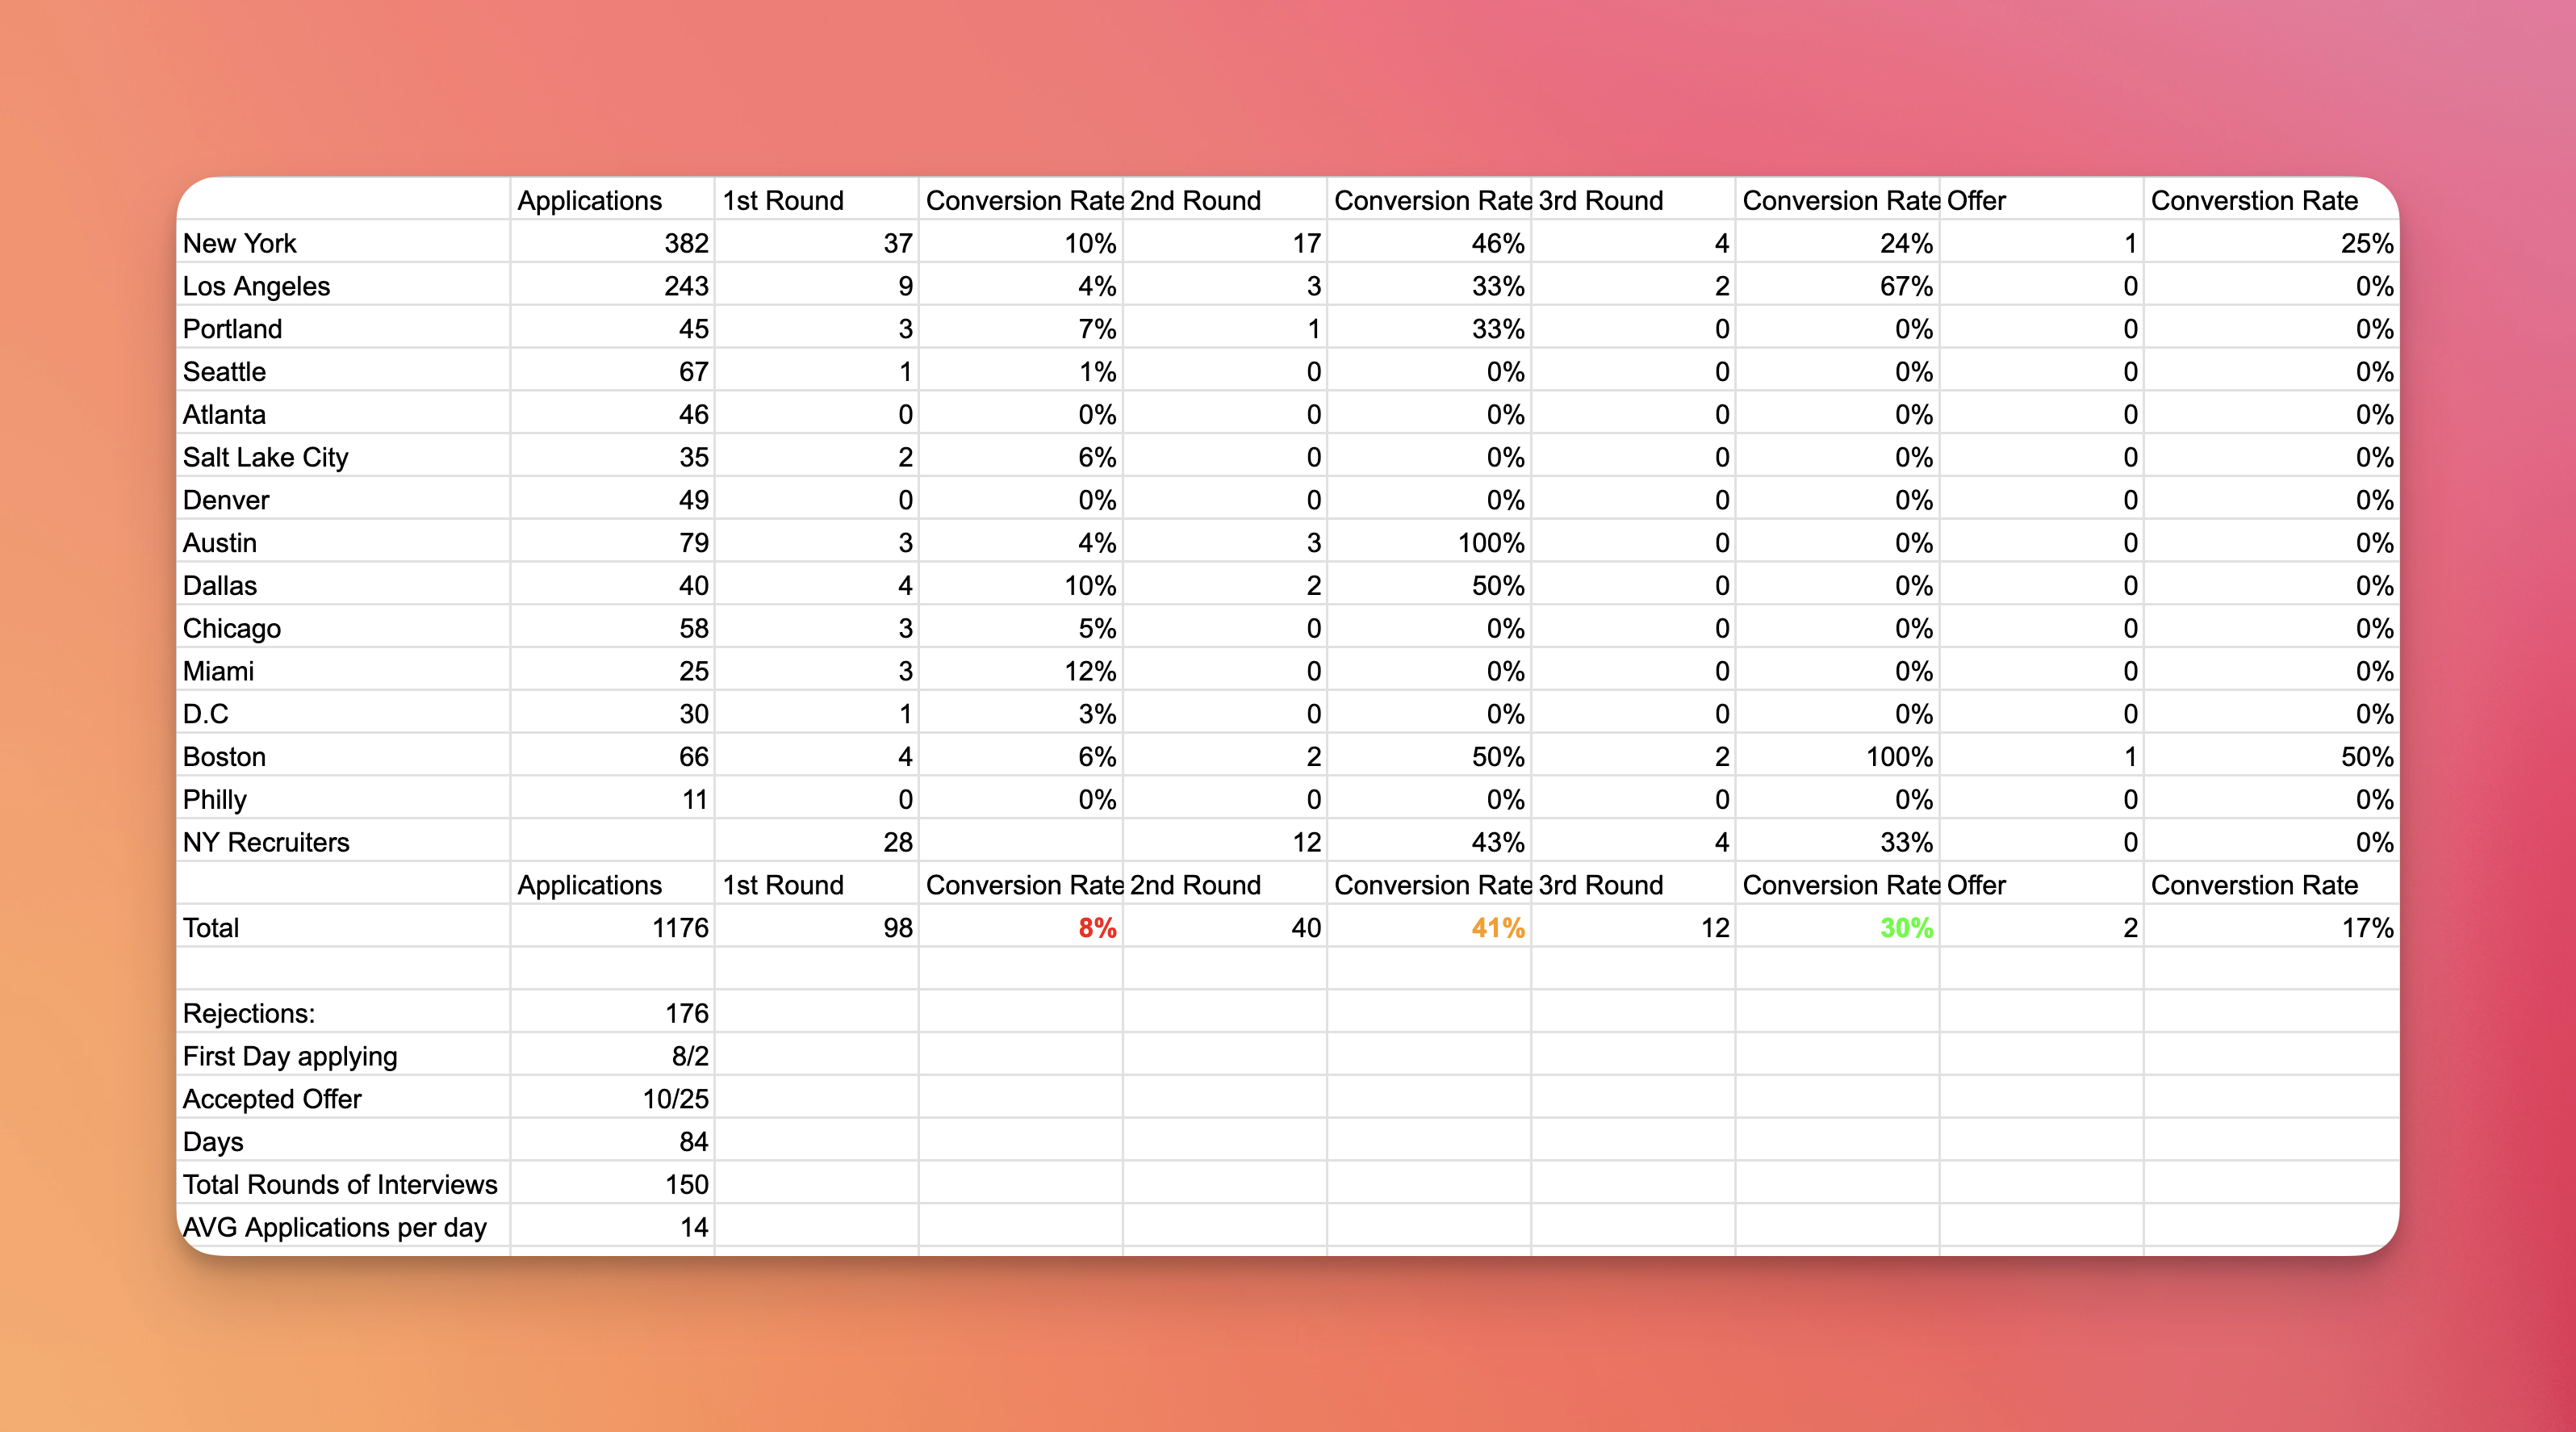 Applications 1st Round Conversion Rate 2nd Round Conversion Rate 3rd Round Conversion Rate Offer Converstion Rate
New York 382 37 10% 17 46% 4 24% 1 25%
Los Angeles 243 9 4% 3 33% 2 67% 0 0%
Portland 45 3 7% 1 33% 0 0% 0 0%
Seattle 67 1 1% 0 0% 0 0% 0 0%
Atlanta 46 0 0% 0 0% 0 0% 0 0%
Salt Lake City 35 2 6% 0 0% 0 0% 0 0%
Denver 49 0 0% 0 0% 0 0% 0 0%
Austin 79 3 4% 3 100% 0 0% 0 0%
Dallas 40 4 10% 2 50% 0 0% 0 0%
Chicago 58 3 5% 0 0% 0 0% 0 0%
Miami 25 3 12% 0 0% 0 0% 0 0%
D.C 30 1 3% 0 0% 0 0% 0 0%
Boston 66 4 6% 2 50% 2 100% 1 50%
Philly 11 0 0% 0 0% 0 0% 0 0%
NY Recruiters 28 12 43% 4 33% 0 0%
Applications 1st Round Conversion Rate 2nd Round Conversion Rate 3rd Round Conversion Rate Offer Converstion Rate
Total 1176 98 8% 40 41% 12 30% 2 17%
Rejections: 176
First Day applying 8/2
Accepted Offer 10/25
Days 84
Total Rounds of Interviews 150
AVG Applications per day 14